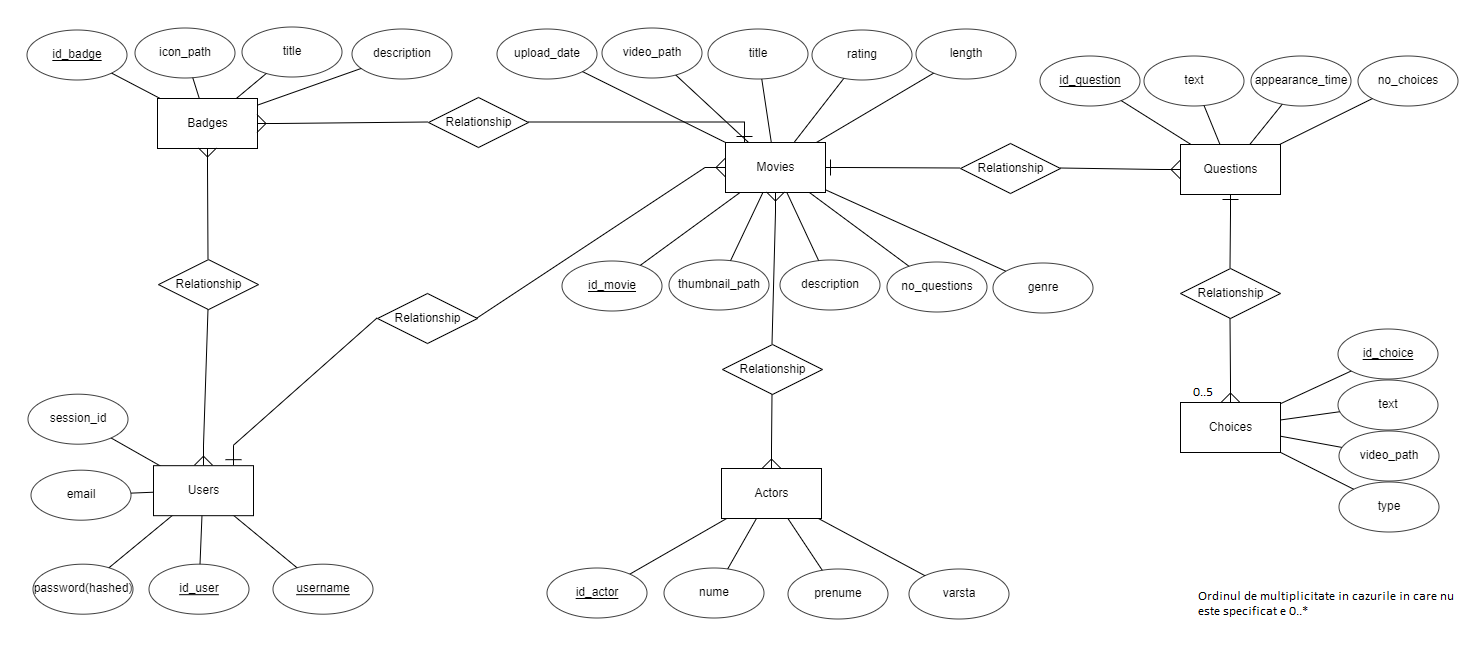 id_badge
icon_path
title
description
upload_date
video_path
title
rating
length
id_question
text
appearance_time
no_choices
Badges
Relationship
Movies
Relationship
Questions
Relationship
id_movie
thumbnail_path
description
no_questions
genre
Relationship
Relationship
Relationship
Relationship
0..5
Choices
id_choice
text
video_path
type
session_id
email
Users
password(hashed)
id_user
username
Actors
id_actor
nume
prenume
varsta
Ordinul de multiplicitate in cazurile in care nu
este specificat e 0..*